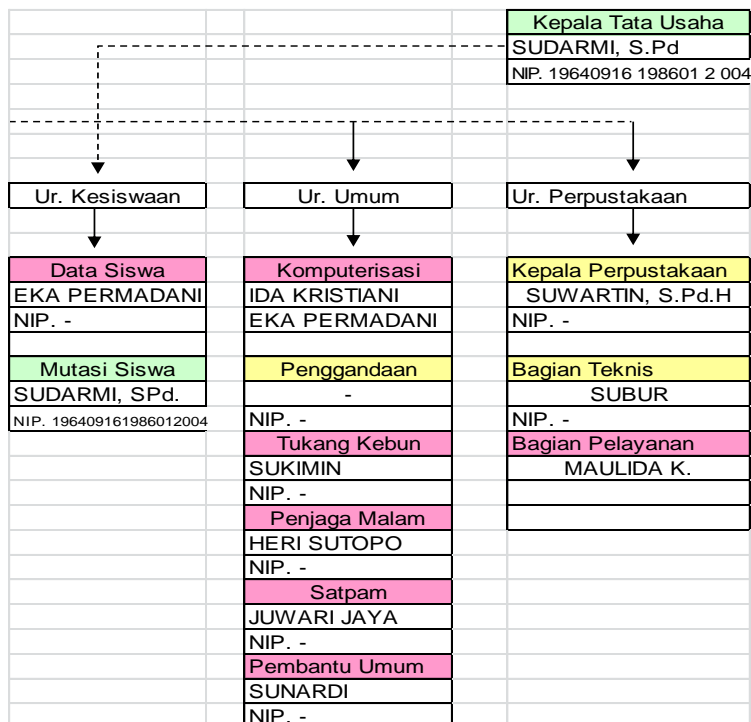 Kepala Tata Usaha
SUDARMI, S.Pd
NIP. 19640916 198601 2 004
Ur. Kesiswaan
Data Siswa
EKA PERMADANI
NIP. -
Mutasi Siswa
SUDARMI, SPd.
NIP. 196409161986012004
Ur. Umum
Komputerisasi
IDA KRISTIANI
EKA PERMADANI
Penggandaan
-
NIP. -
Tukang Kebun
SUKIMIN
NIP. -
Penjaga Malam
HERI SUTOPO
NIP. -
Satpam
JUWARI JAYA
NIP. -
Pembantu Umum
SUNARDI
NIP. -
Ur. Perpustakaan
Kepala Perpustakaan
SUWARTIN, S.Pd.H
NIP. -
Bagian Teknis
SUBUR
NIP. -
Bagian Pelayanan
MAULIDA K.